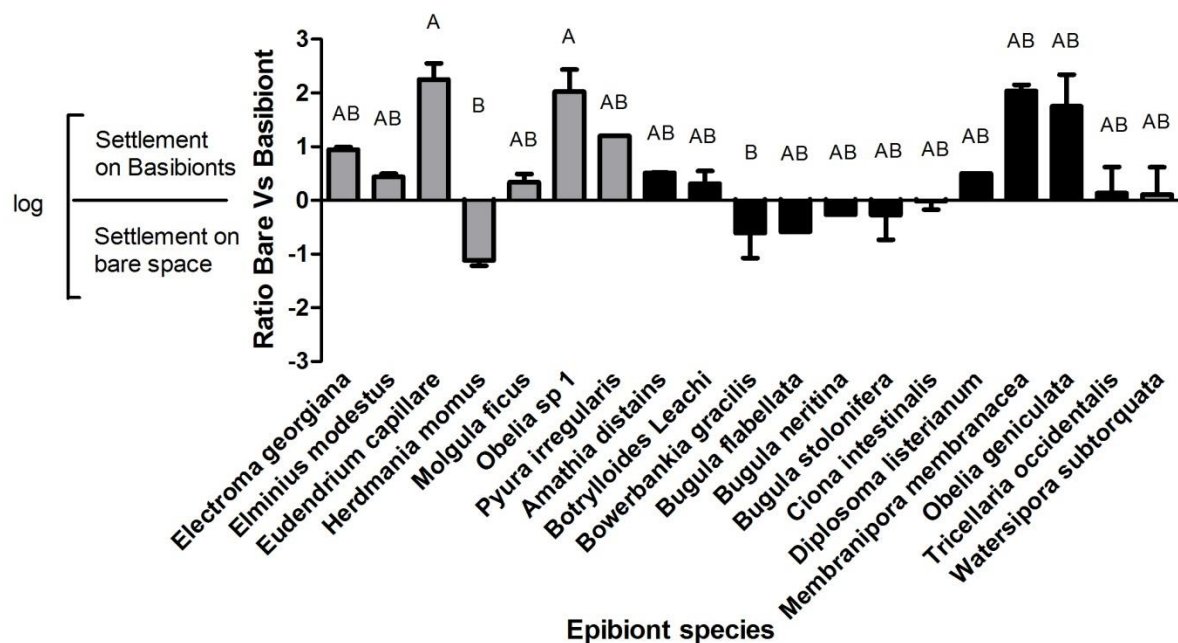 log
Settlement
on Basibionts
Settlement on
bare space
Ratio Bare Vs Basibiont
3
2
1
0
-1
-2
-3
AB
AB
A
B
AB
A
AB
AB
AB
B
AB
AB
AB
AB
AB
AB
AB
AB
AB
Electroma georgiana
Elminius modestus
Eudendrium capillare
Herdmania momus
Molgula ficus
Obelia sp 1
Pyura irregularis
Amathia distains
Botrylloides Leachi
Bowerbankia gracilis
Bugula flabellata
Bugula neritina
Bugula stolonifera
Ciona intestinalis
Diplosoma listerianum
Membranipora membranacea
Obelia geniculata
Tricellaria occidentalis
Watersipora subtorquata
Epibiont species